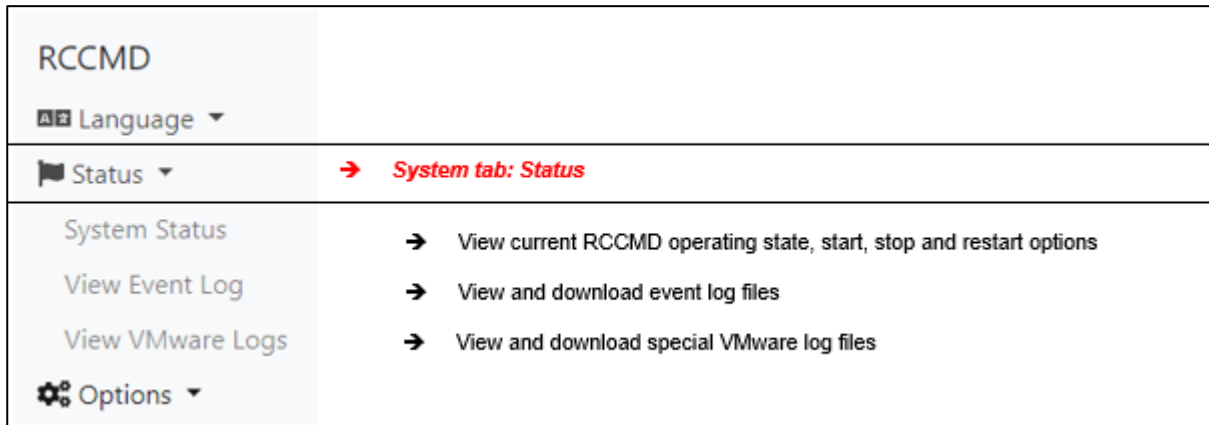 RCCMD
Language
Status
→ System tab: Status
System Status
→ View current RCCMD operating state, start, stop and restart options
View Event Log
→ View and download event log files
View VMware Logs
→ View and download special VMware log files
Options